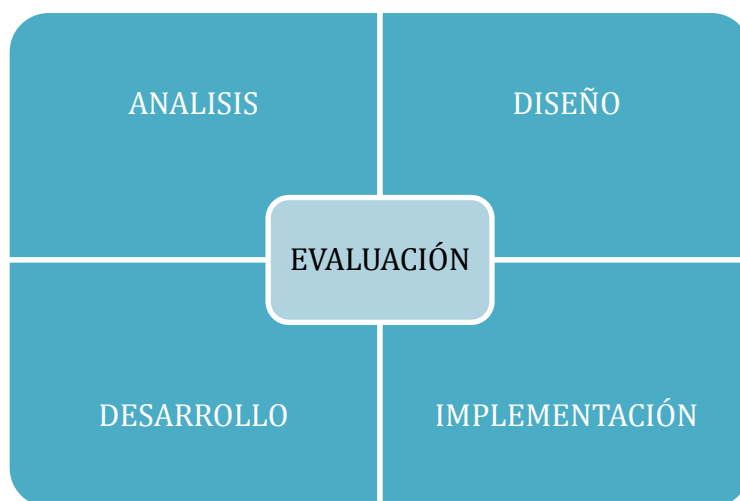 ANALISIS
DISEÑO
EVALUACIÓN
DESARROLLO
IMPLEMENTACIÓN